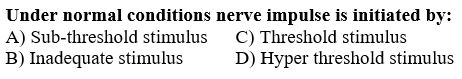 Under normal conditions nerve impulse is initiated by:
A) Sub-threshold stimulus C) Threshold stimulus
B) Inadequate stimulus D) Hyper threshold stimulus